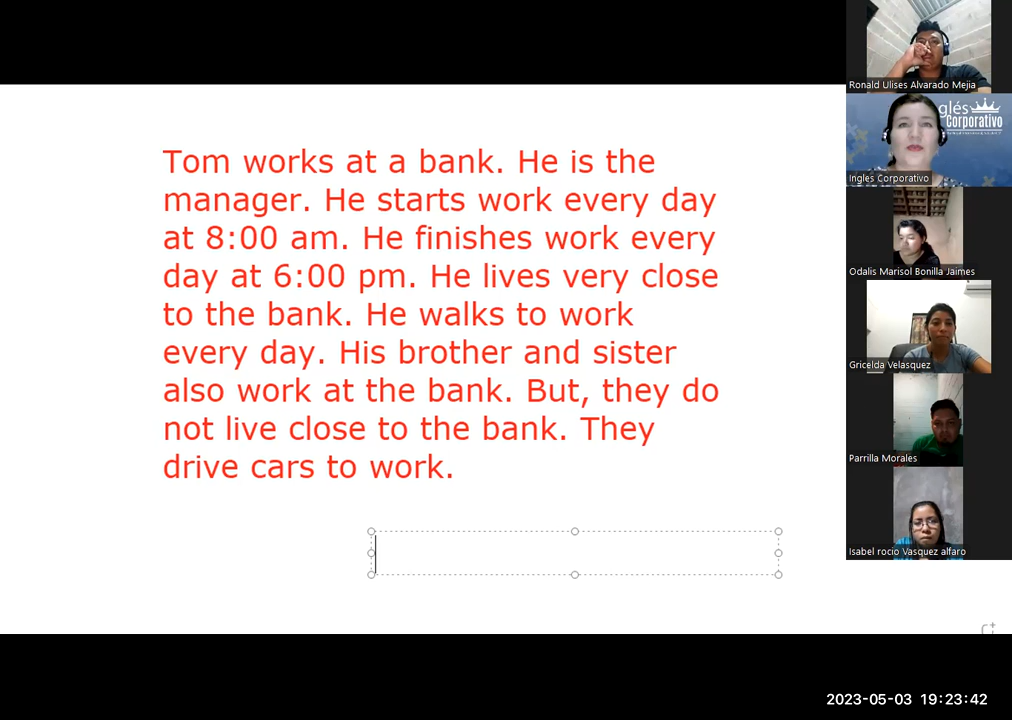 Tom works at a bank. He is the
manager. He starts work every day
at 8:00 am. He finishes work every
day at 6:00 pm. He lives very close
to the bank. He walks to work
every day. His brother and sister
also work at the bank. But, they do
not live close to the bank. They
drive cars to work.
Ronald Ulises Alvarado Mejia
glés
Corporativo
Ingles Corporativo
Odalis Marisol Bonilla Jaimes
Gricelda Velasquez
Parrilla Morales
Isabel rocio Vasquez alfaro
2023-05-03 19:23:42